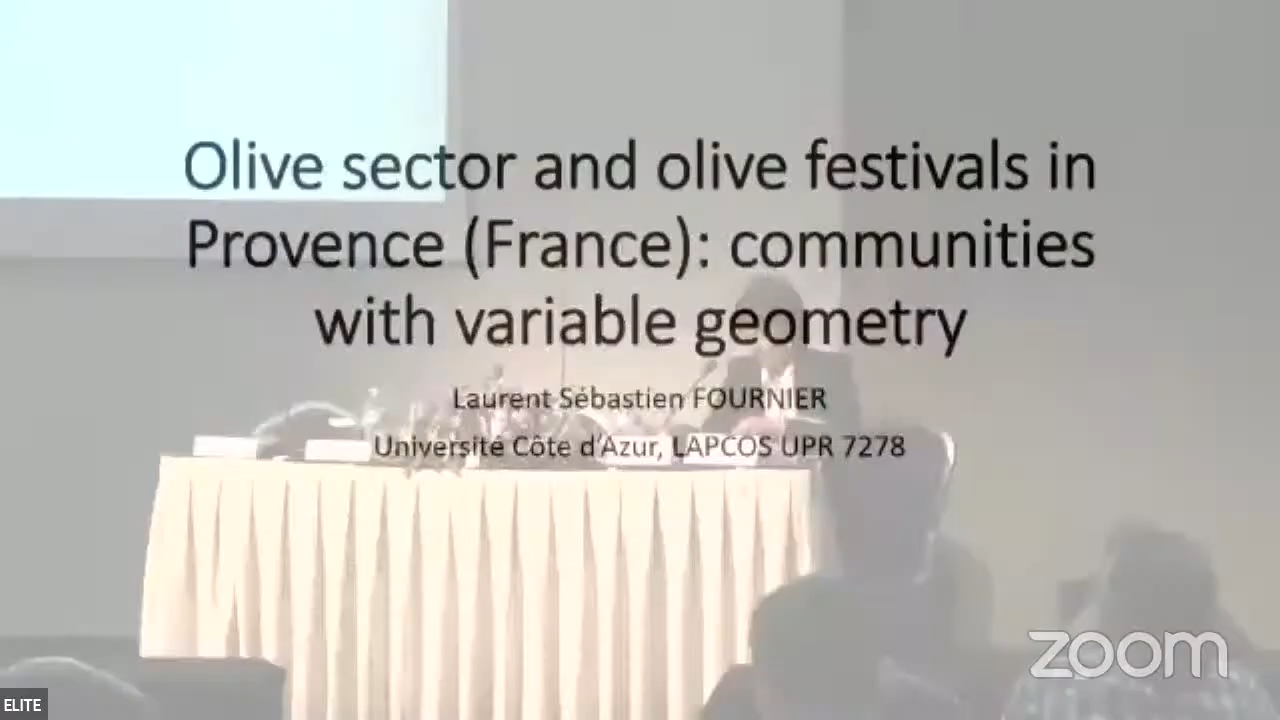 Olive sector and olive festivals in
Provence (France): communities
with variable geometry
Laurent Sébastien FOURNIER
Université Côte d'Azur, LAPCOS UPR 7278
zoom
ELITE